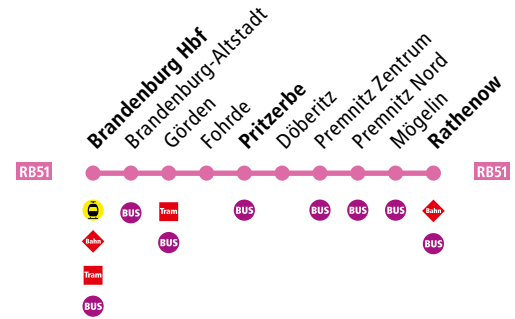 Brandenburg Hbf
Brandenburg-Altstadt
Görden
Fohrde
Pritzerbe
Döberitz
Premnitz Zentrum
Premnitz Nord
Mögelin
Rathenow
RB51
RB51
BUS
Tram
BUS
BUS
BUS
BUS
Bahn
Bahn
BUS
BUS
Tram
BUS